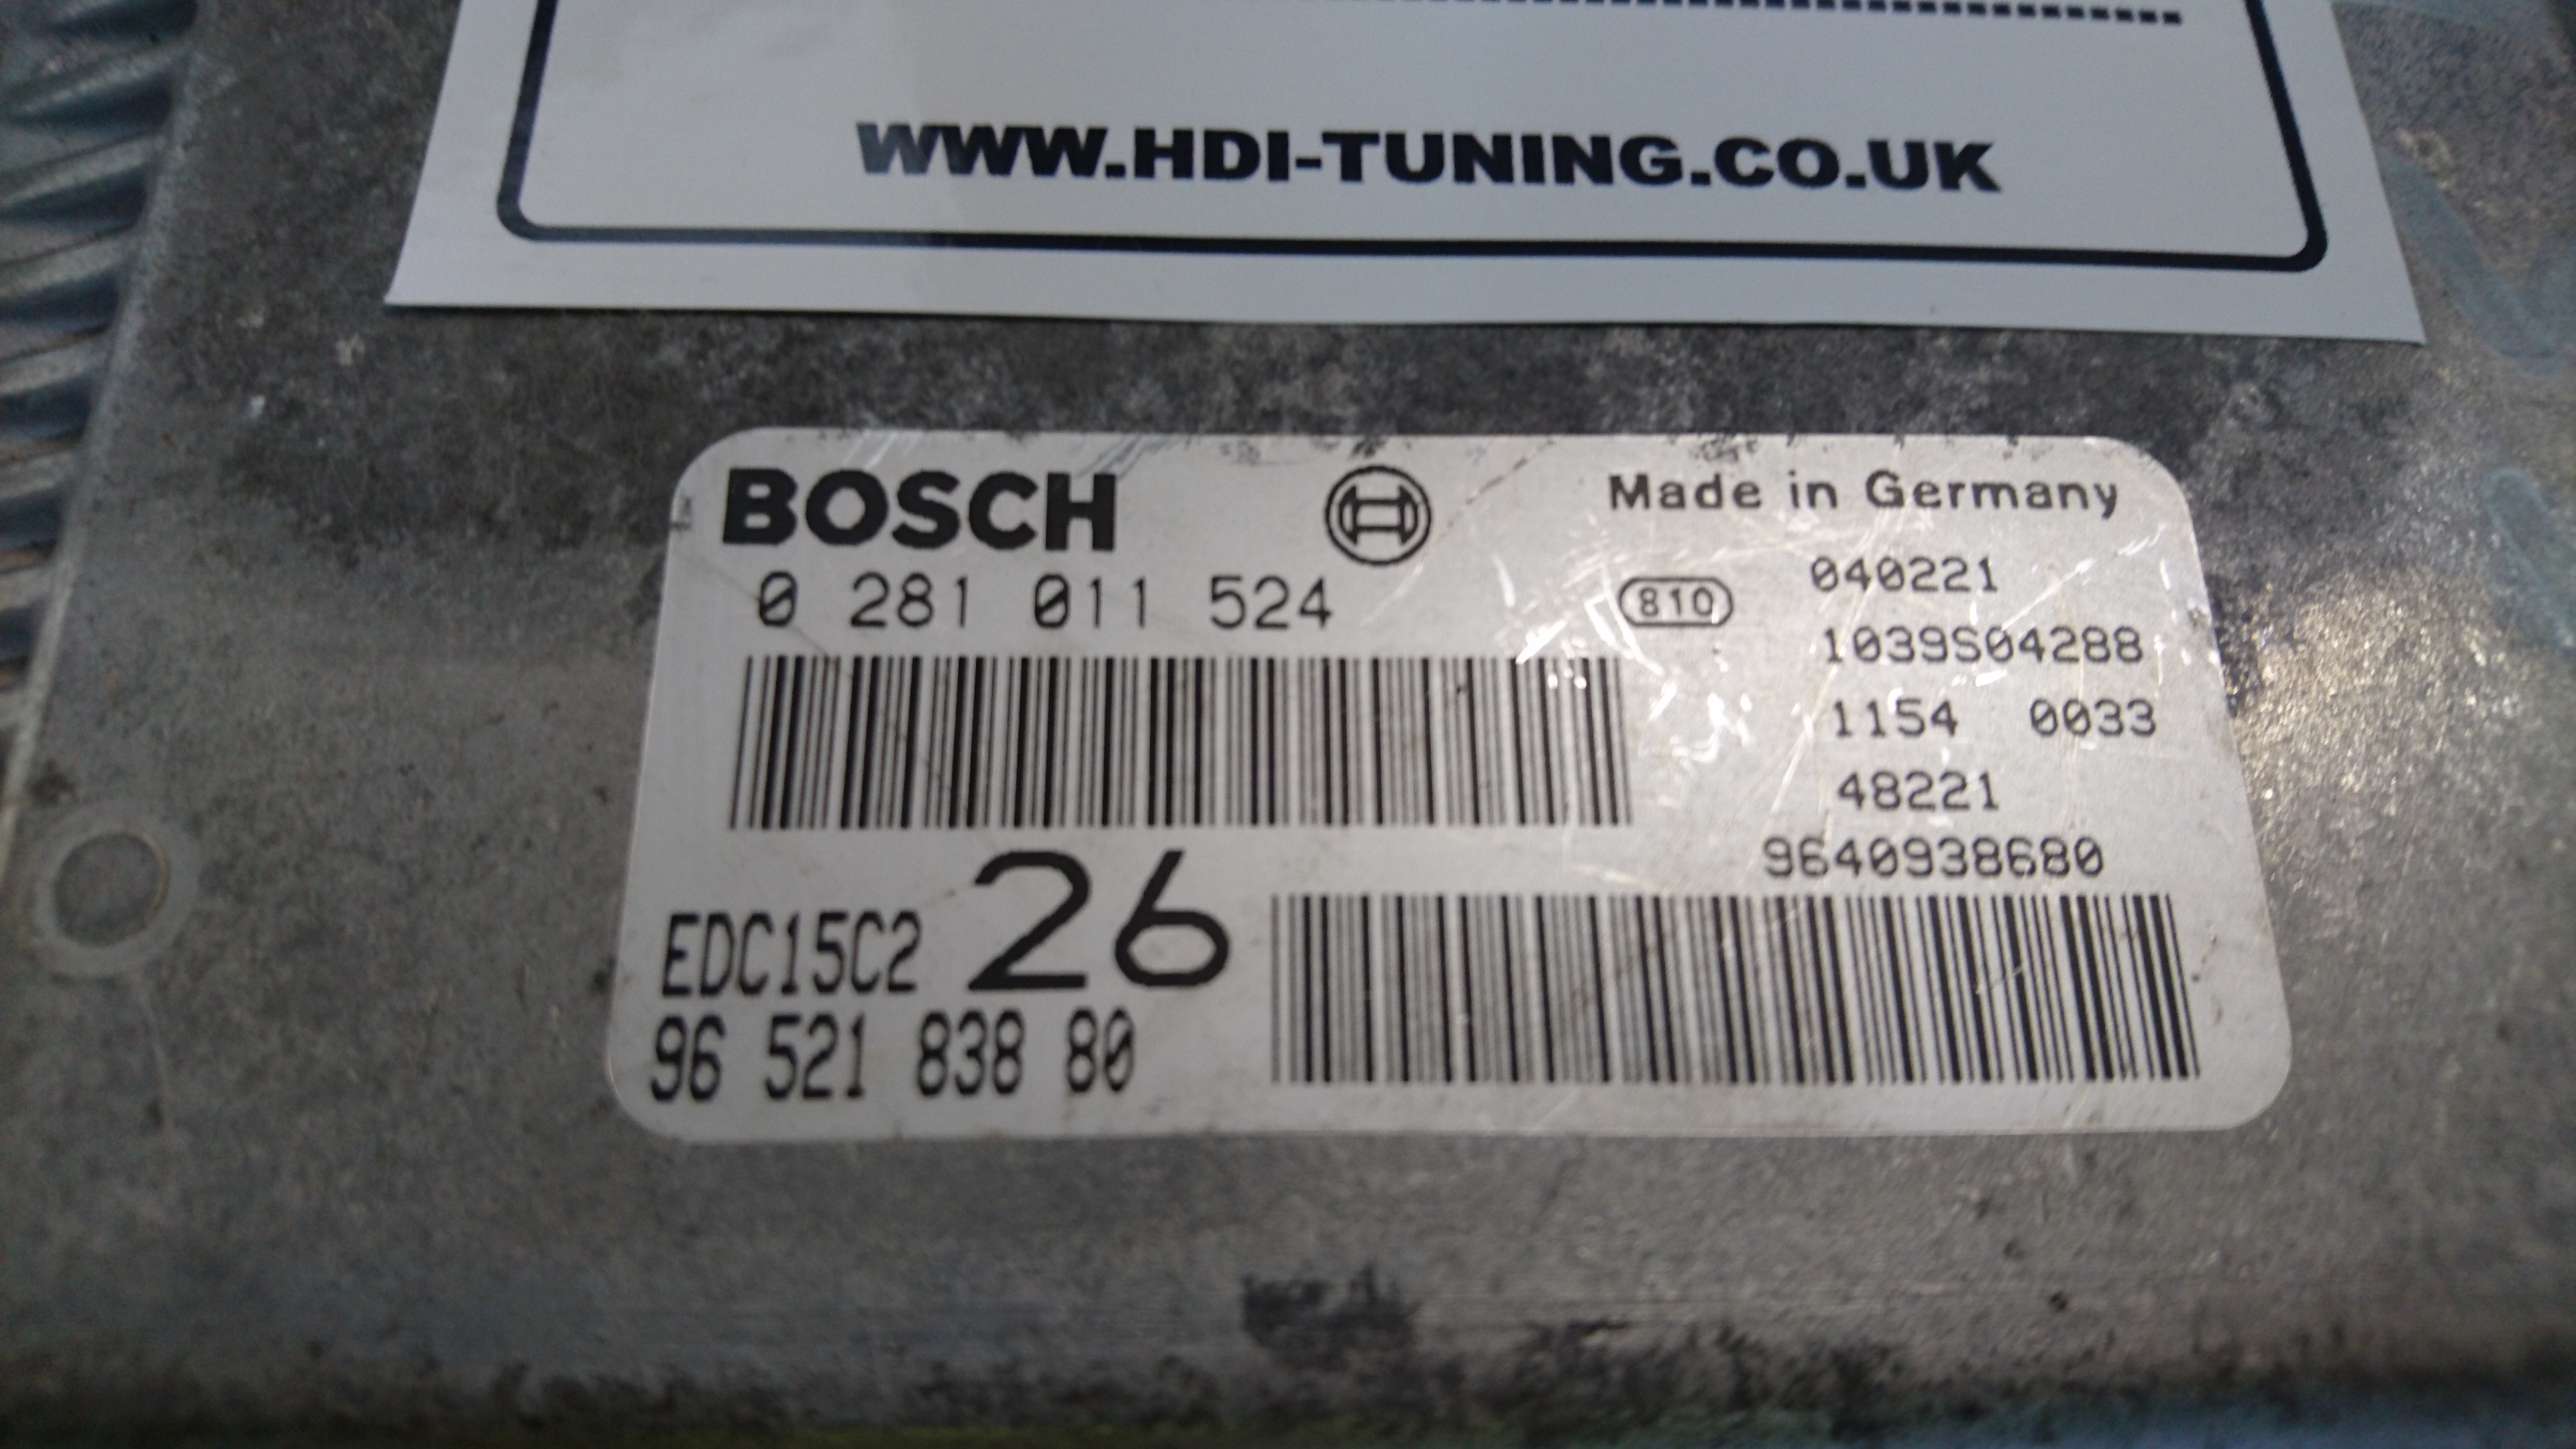 WWW.HDI-TUNING.CO.UK
BOSCH
Made in Germany
0 281 011 524
810
040221
1039S04288
1154 0033
48221
9640938680
EDC15C2 26
96 521 838 80